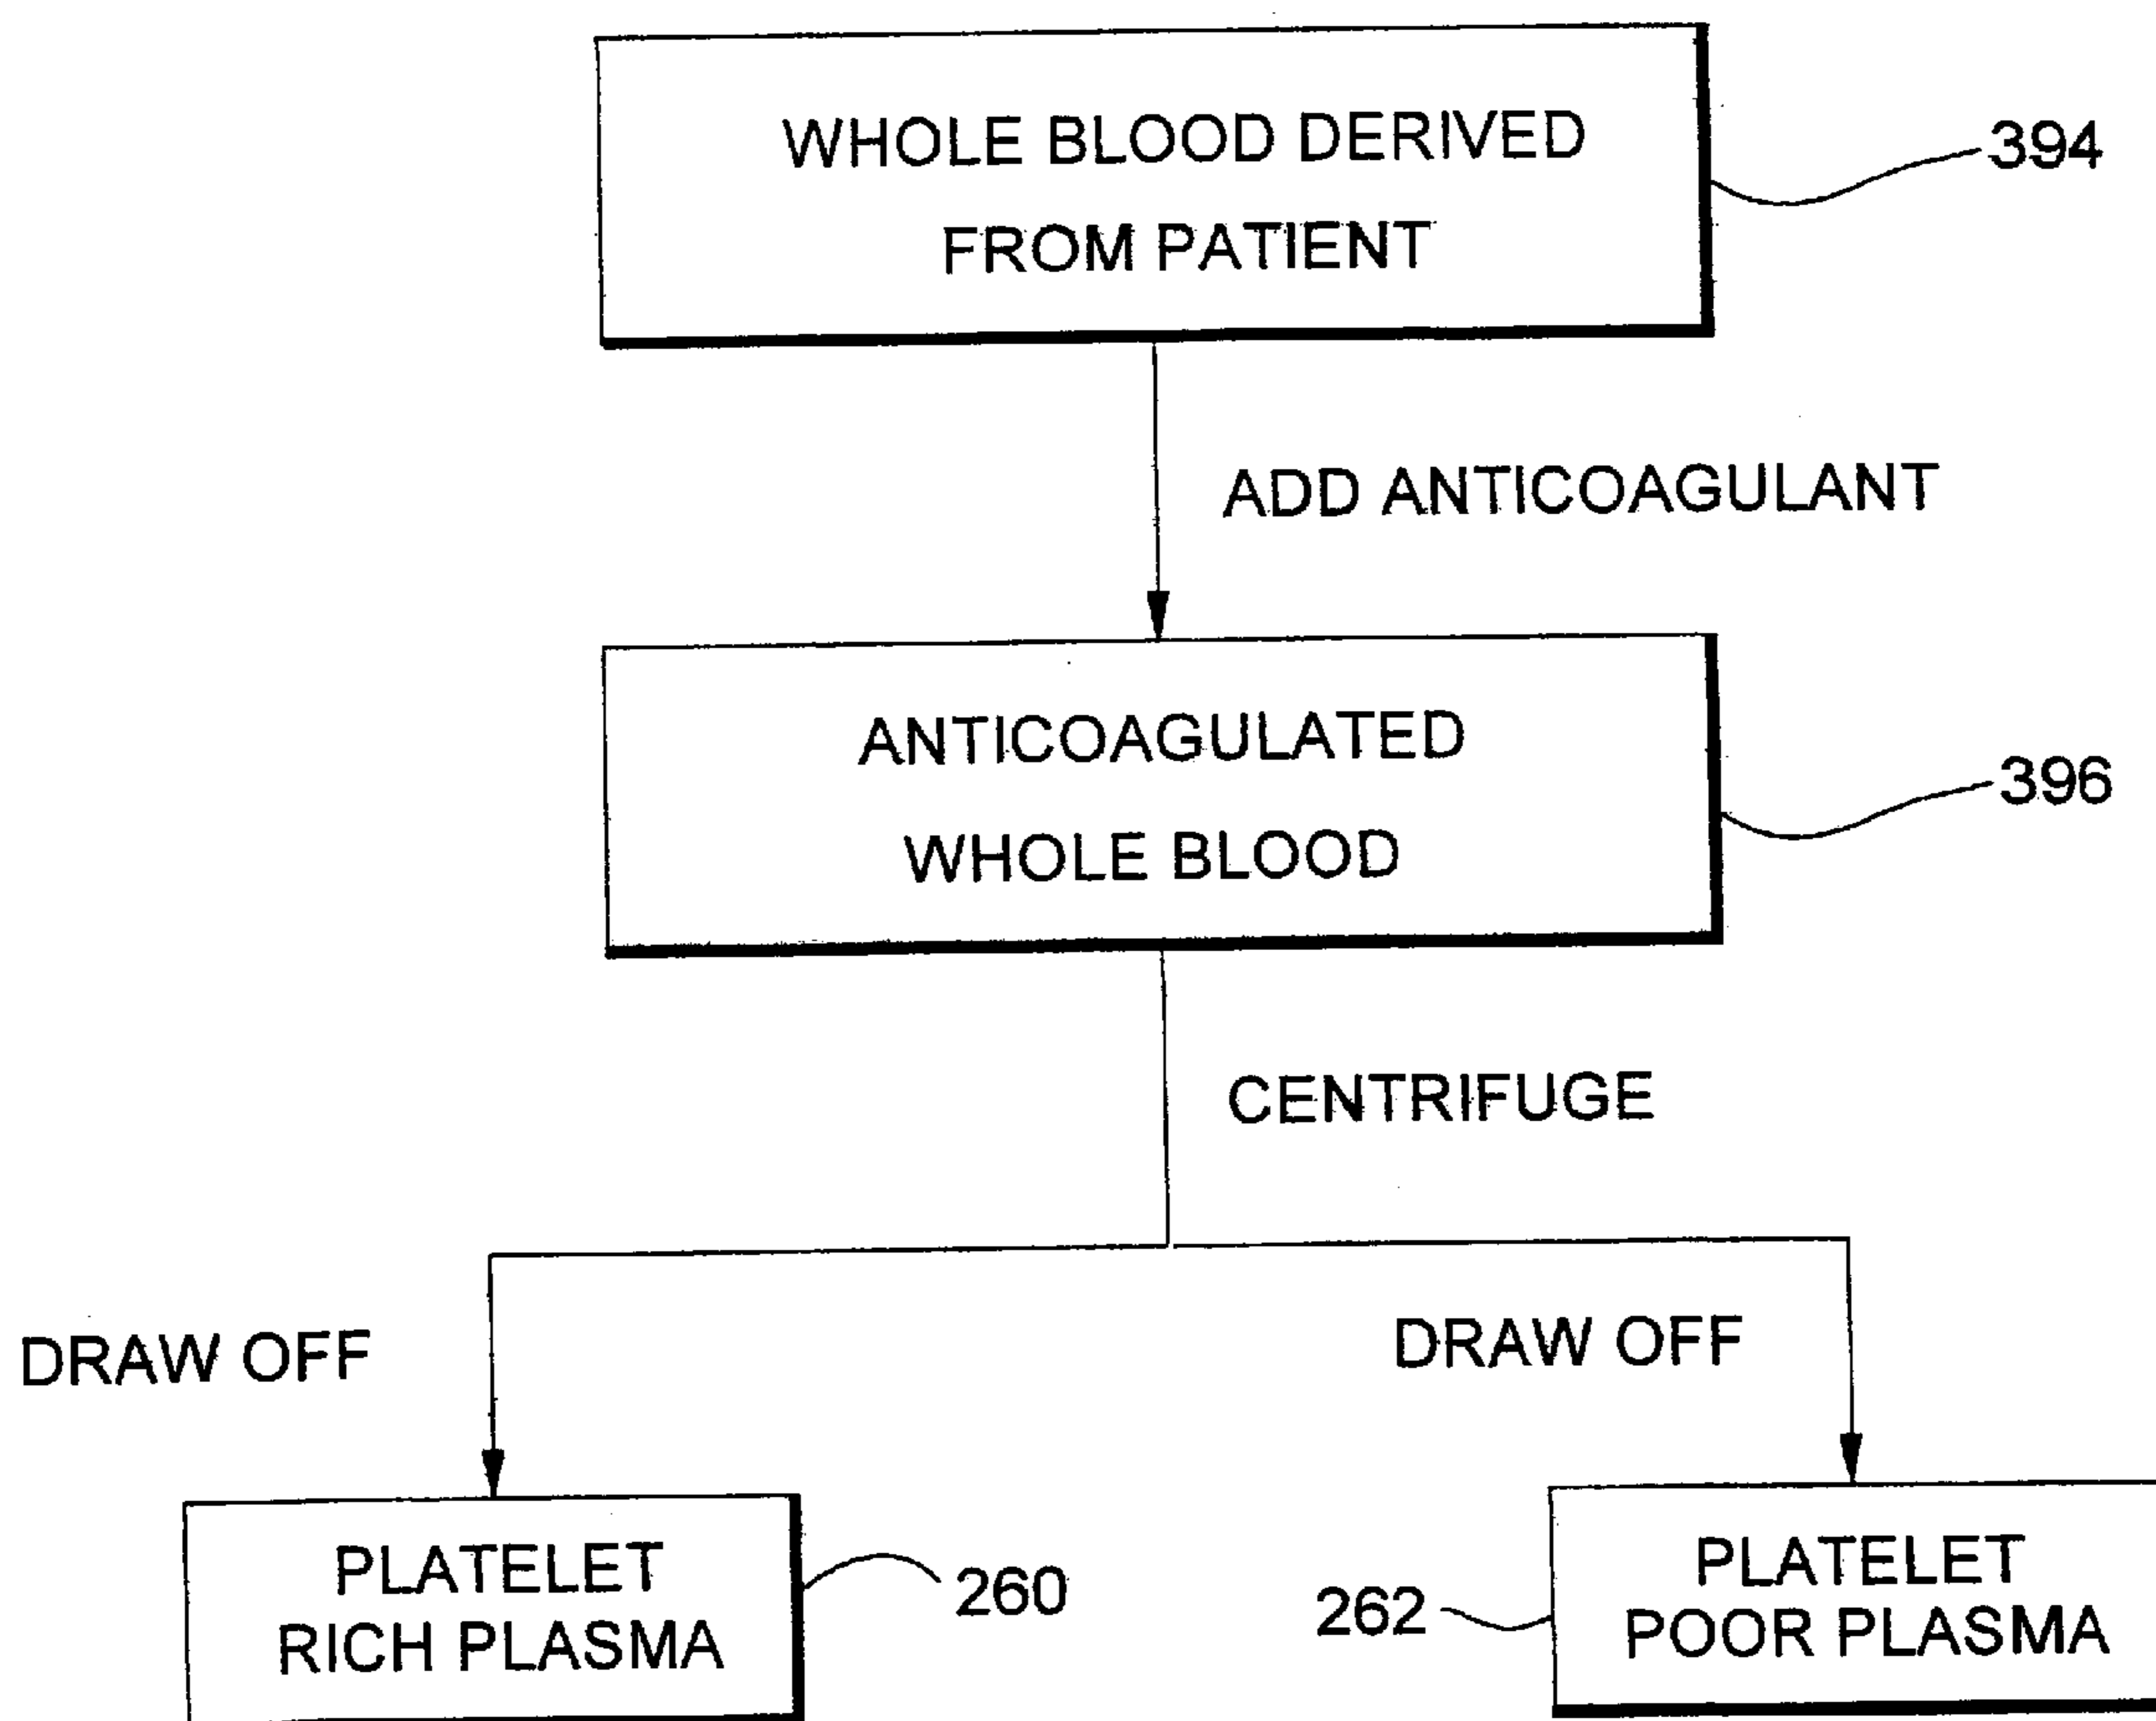 WHOLE BLOOD DERIVED
FROM PATIENT
394
ADD ANTICOAGULANT
ANTICOAGULATED
WHOLE BLOOD
396
CENTRIFUGE
DRAW OFF
DRAW OFF
PLATELET
RICH PLASMA
260
262
PLATELET
POOR PLASMA